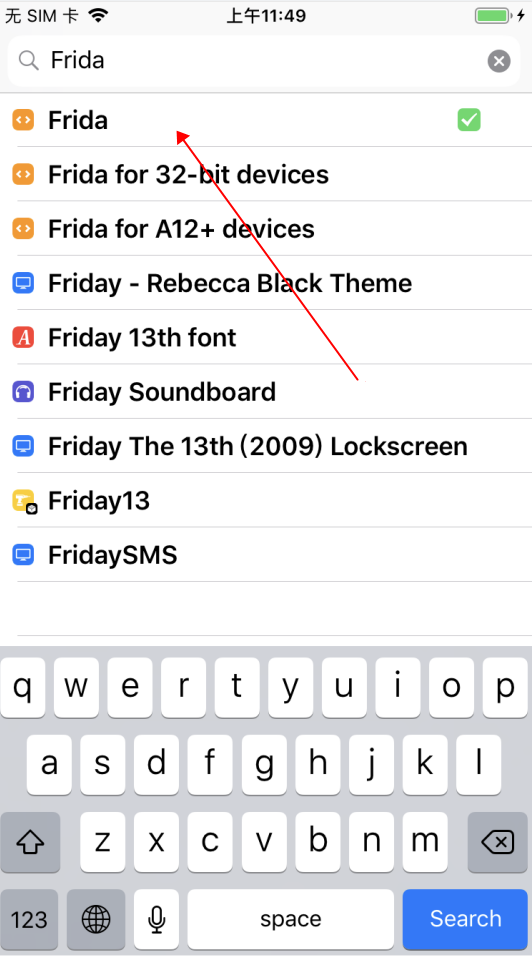 无 SIM 卡 上午11:49
Frida
Frida
Frida for 32-bit devices
Frida for A12+ devices
Friday - Rebecca Black Theme
A Friday 13th font
Friday Soundboard
Friday The 13th (2009) Lockscreen
Friday13
FridaySMS
q w e r t y u i o p
a s d f g h j k l
z x c v b n m
123 space Search